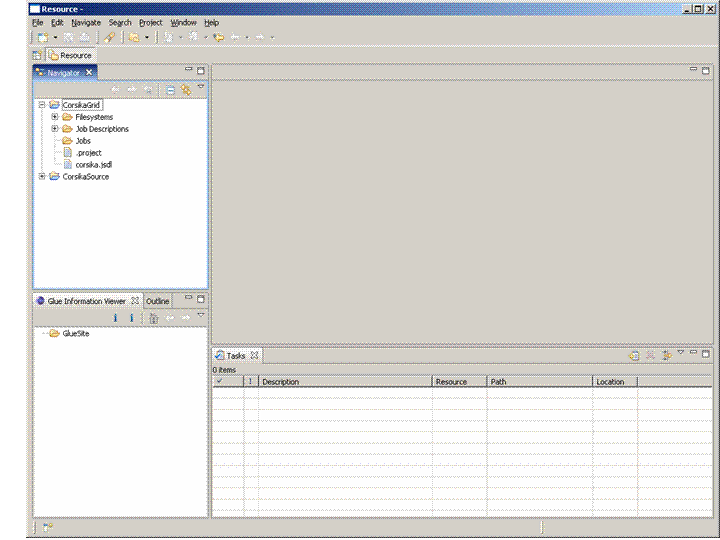 Resource -
File Edit Navigate Search Project Window Help
Resource
Navigator
CorsikaGrid
Filesystems
Job Descriptions
Jobs
.project
corsika.jsdl
CorsikaSource
Glue Information Viewer Outline
GlueSite
Tasks
0 items
! Description Resource Path Location